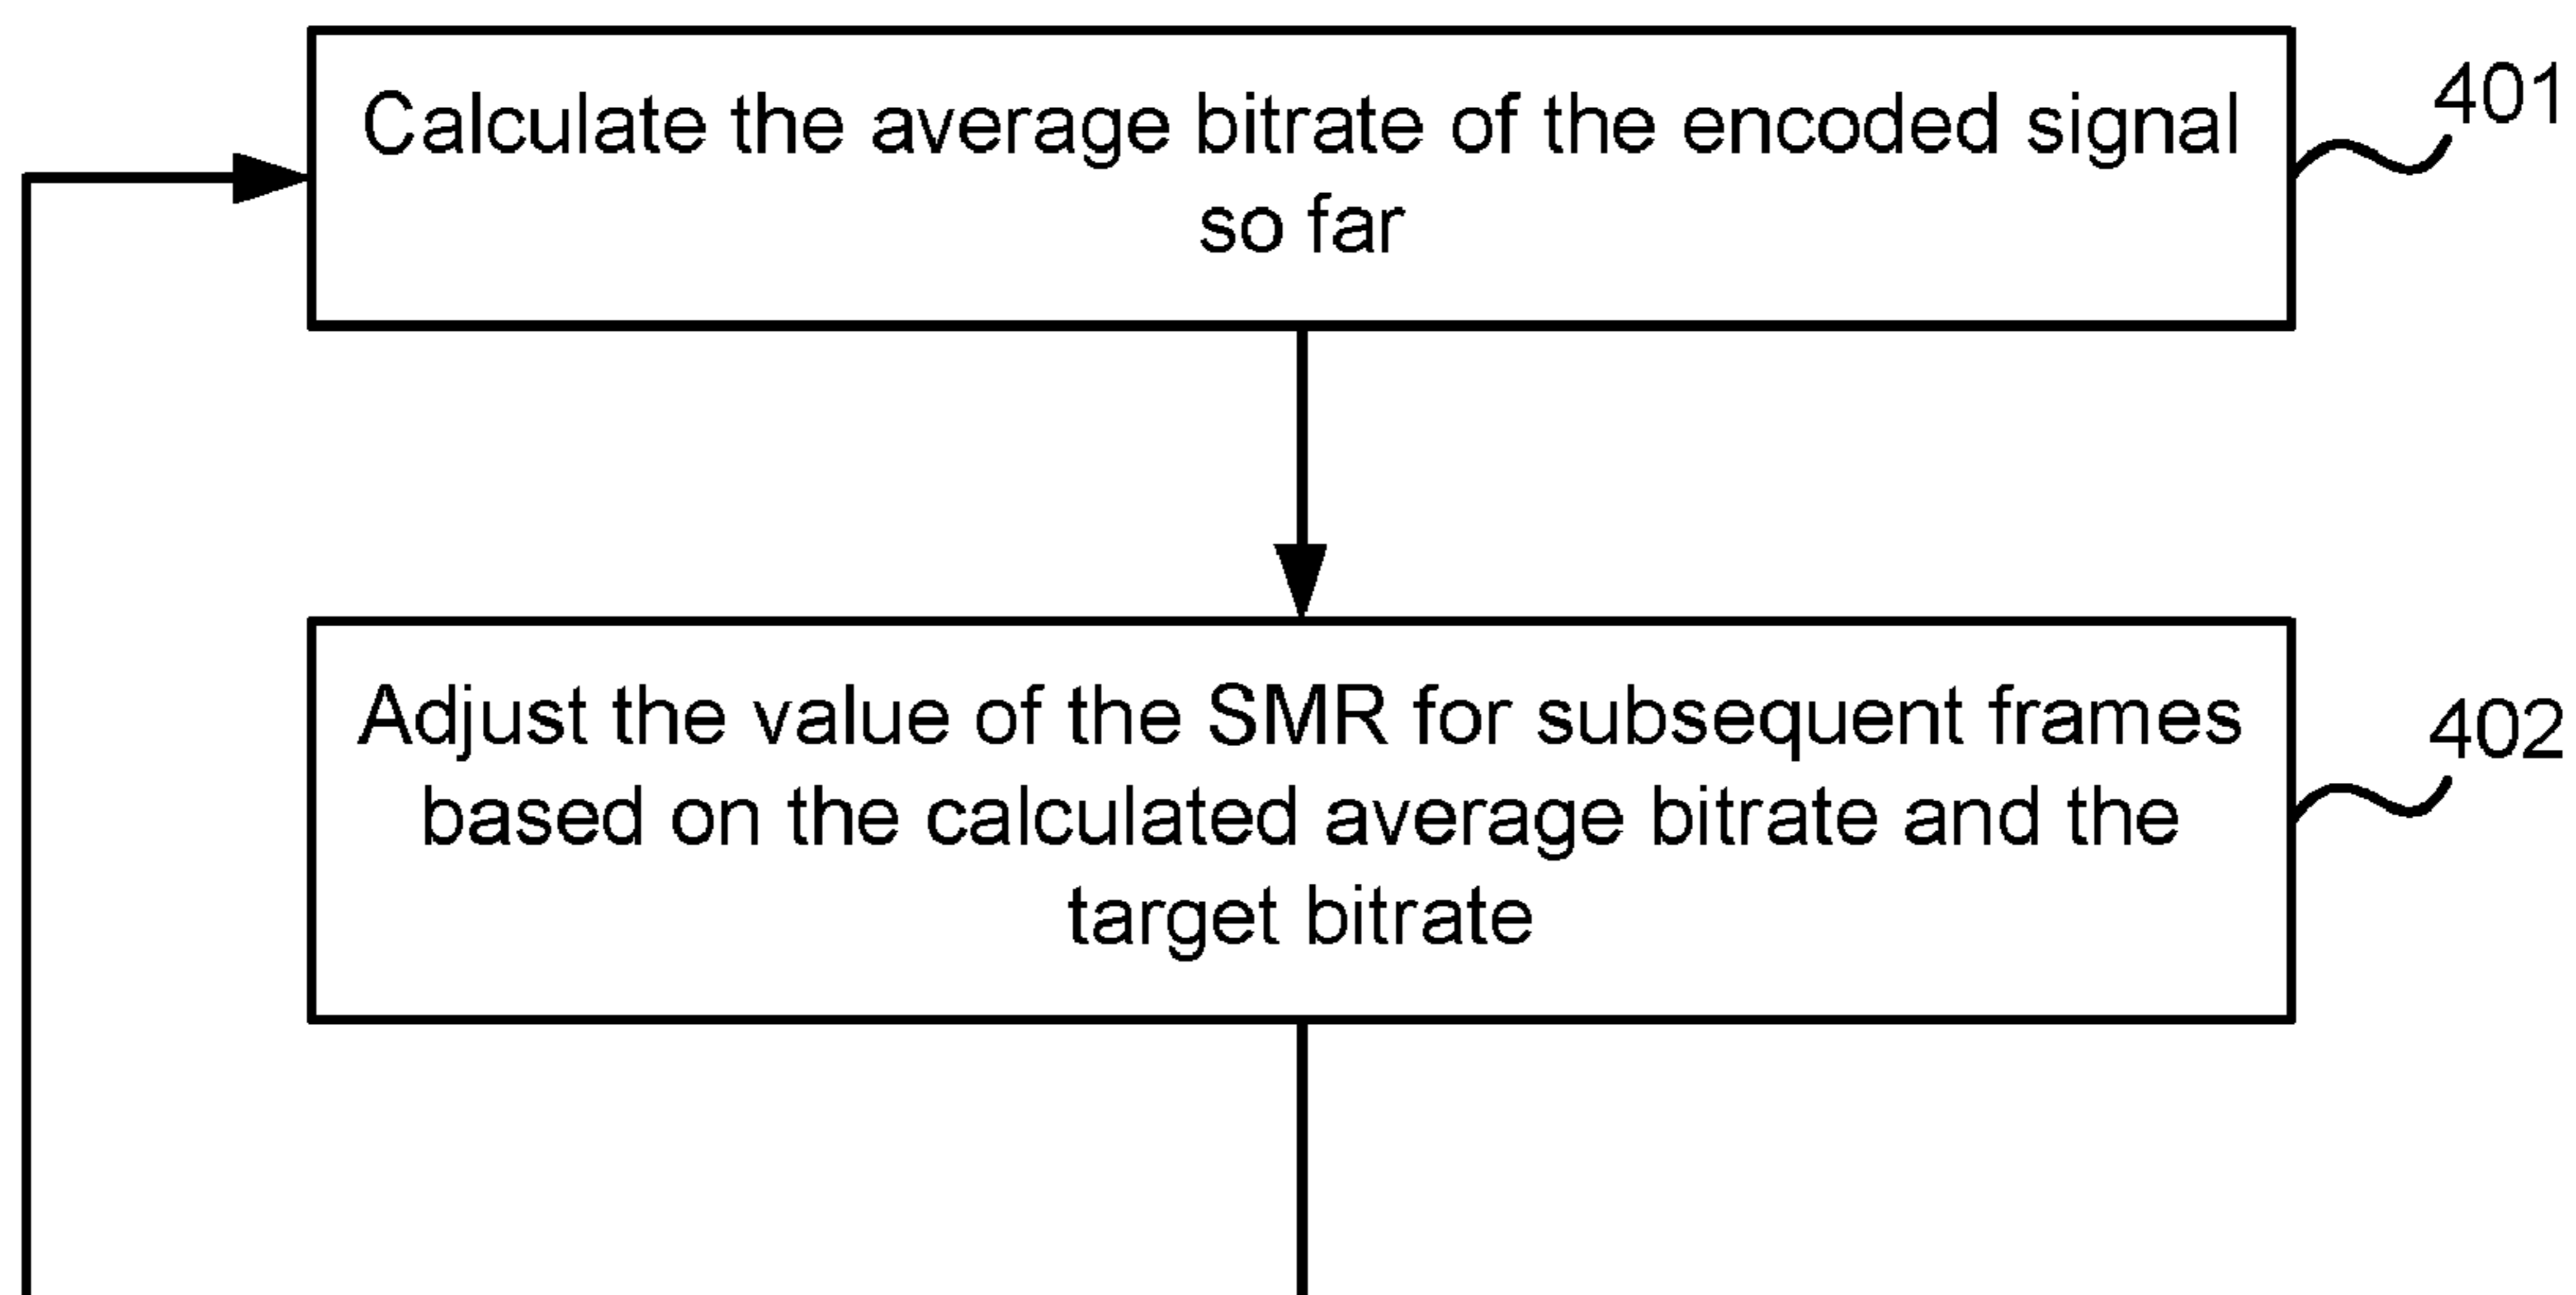 Calculate the average bitrate of the encoded signal
so far
401
Adjust the value of the SMR for subsequent frames
based on the calculated average bitrate and the
target bitrate
402